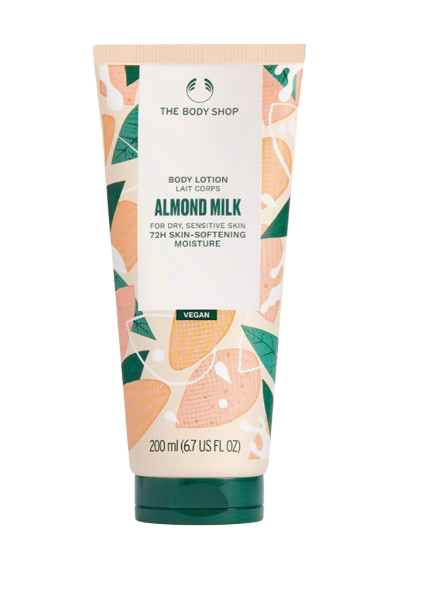 THE BODY SHOP
BODY LOTION
LAIT CORPS
ALMOND MILK
FOR DRY, SENSITIVE SKIN
72H SKIN-SOFTENING
MOISTURE
VEGAN
200 ml (6.7 US FL OZ)